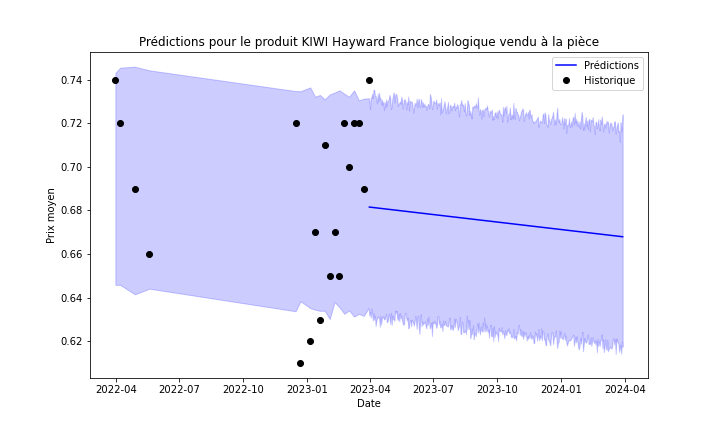 Prédictions pour le produit KIWI Hayward France biologique vendu à la pièce
Prédictions
Historique
Prix moyen
0.74
0.72
0.70
0.68
0.66
0.64
0.62
2022-04 2022-07 2022-10 2023-01 2023-04 2023-07 2023-10 2024-01 2024-04
Date